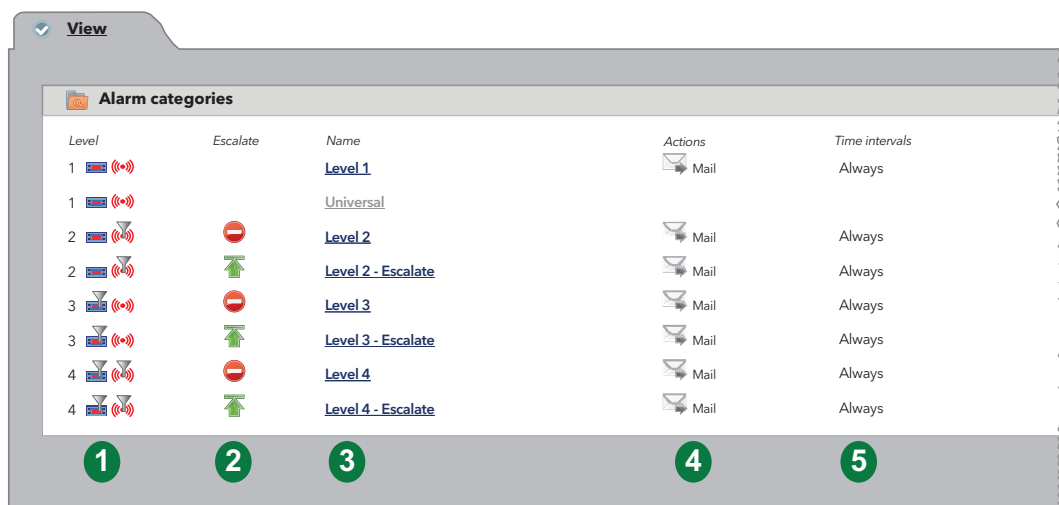 View
Alarm categories
Level Escalate Name Actions Time intervals
1 Level 1 Mail Always
1 Universal
2 Level 2 Mail Always
2 Level 2 - Escalate Mail Always
3 Level 3 Mail Always
3 Level 3 - Escalate Mail Always
4 Level 4 Mail Always
4 Level 4 - Escalate Mail Always
1 2 3 4 5